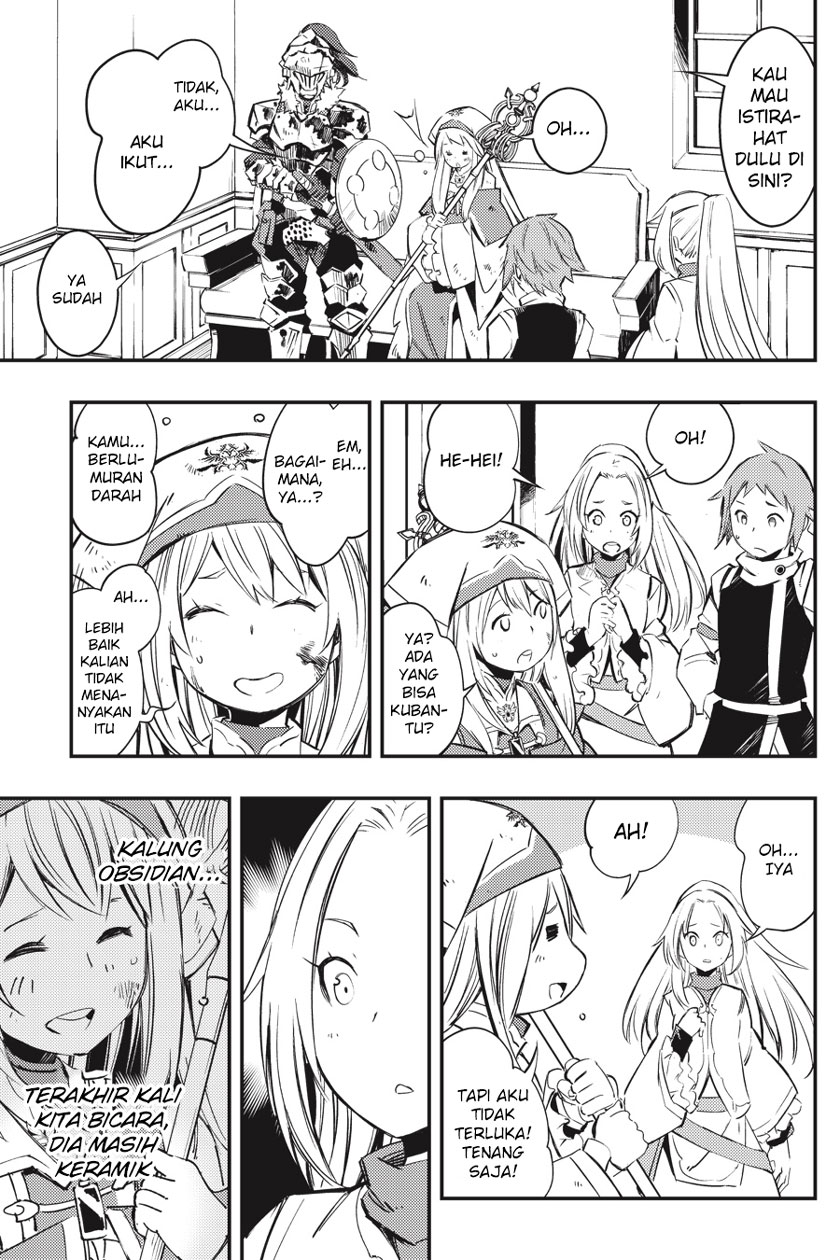 KAU
MAU
ISTIRA-
HAT
DULU DI
SINI?
OH...
TIDAK,
AKU...
AKU
IKUT...
YA
SUDAH
OH!
HE-HEI!
YA?
ADA
YANG
BISA
KUBAN-
TU?
EM,
EH...
BAGAI-
MANA,
YA...?
KAMU...
BERLU-
MURAN
DARAH
AH...
LEBIH
BAIK
KALIAN
TIDAK
MENA-
NYAKAN
ITU
OH...
IYA
AH!
TAPI AKU
TIDAK
TERLUKA!
TENANG
SAJA!
KALUNG
OBSIDIAN...
TERAKHIR KALI
KITA BICARA,
DIA MASIH
KERAMIK.